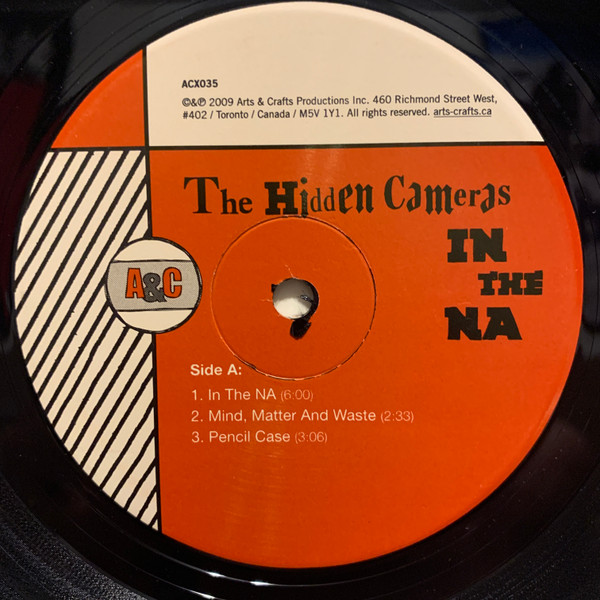 ACX035
©&℗ 2009 Arts & Crafts Productions Inc. 460 Richmond Street West,
#402 / Toronto / Canada / M5V 1Y1. All rights reserved. arts-crafts.ca
The Hidden Cameras
IN
THE
NA
A&C
Side A:
1. In The NA (6:00)
2. Mind, Matter And Waste (2:33)
3. Pencil Case (3:06)